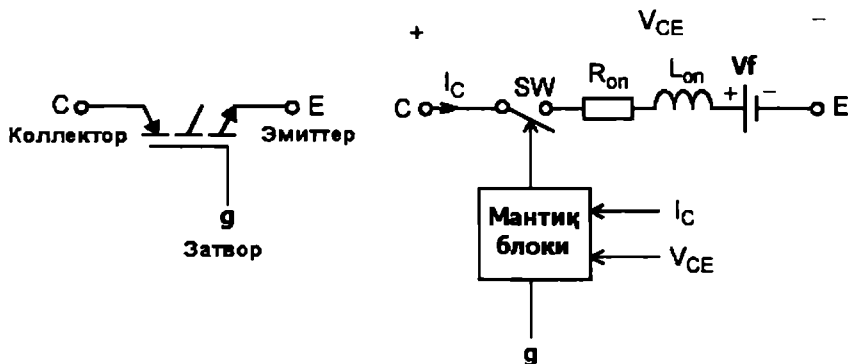 C
E
Коллектор
Эмиттер
g
Затвор
+
V_CE
–
I_C
SW
R_on
L_on
Vf
C
+
–
E
Мантиқ
блоки
I_C
V_CE
g